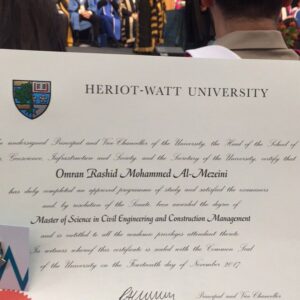 HERIOT-WATT UNIVERSITY
he undersigned Principal and Vice Chancellor of the University, the Head of the School of
Geoscience, Infrastructure and Society and the Secretary of the University, certify that
Omran Rashid Mohammed Al-Mezeini
has duly completed an approved programme of study and satisfied the examiners
and by resolution of the Senate been awarded the degree of
Master of Science in Civil Engineering and Construction Management
and is entitled to all the academic privileges attendant thereto
In witness whereof this certificate is sealed with the Common Seal
of the University on the Fourteenth day of November 2017
Principal and Vice Chancellor